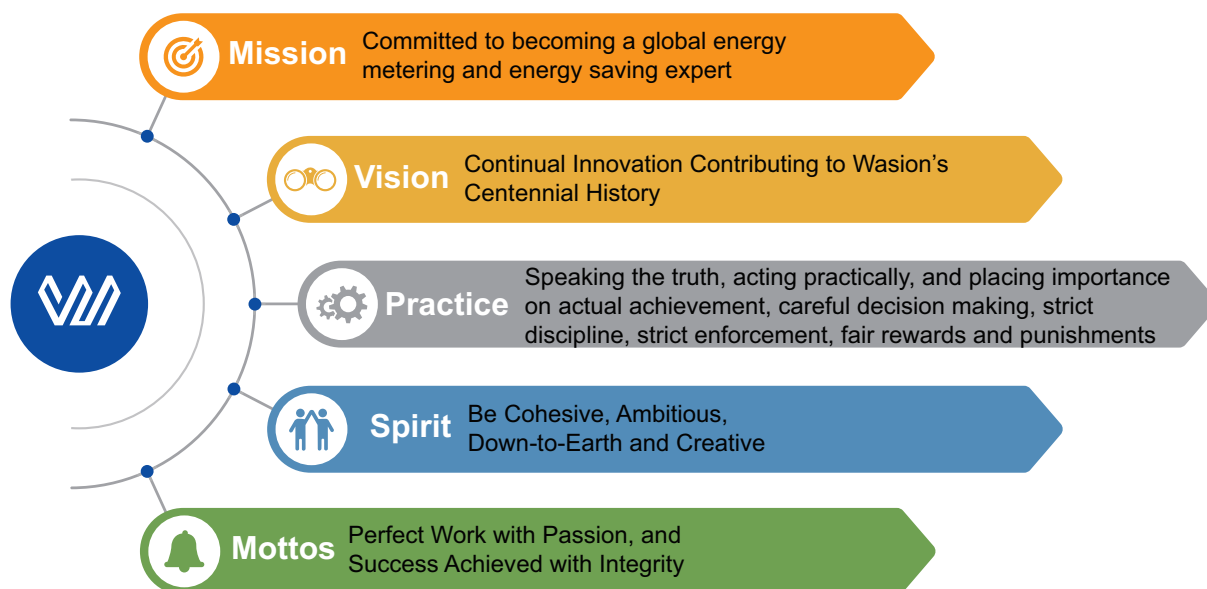 Mission
Committed to becoming a global energy
metering and energy saving expert
Vision
Continual Innovation Contributing to Wasion’s
Centennial History
Practice
Speaking the truth, acting practically, and placing importance
on actual achievement, careful decision making, strict
discipline, strict enforcement, fair rewards and punishments
Spirit
Be Cohesive, Ambitious,
Down-to-Earth and Creative
Mottos
Perfect Work with Passion, and
Success Achieved with Integrity